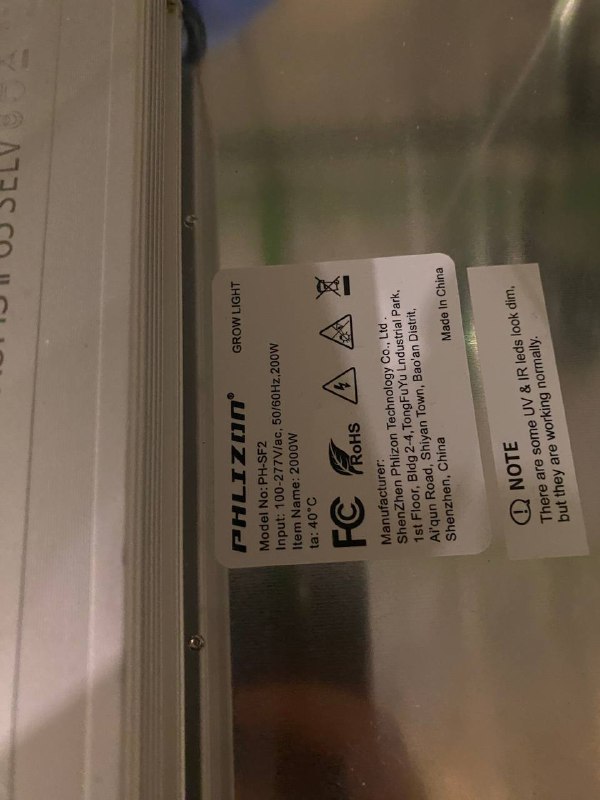 IP 65 SELV
PHLIZON®
GROW LIGHT
Model No: PH-SF2
Input: 100-277V/ac, 50/60Hz,200W
Item Name: 2000W
ta: 40°C
FC RoHS
Manufacturer:
ShenZhen Phlizon Technology Co., Ltd .
1st Floor, Bldg 2-4,TongFuYu Lndustrial Park,
Ai'qun Road, Shiyan Town, Bao'an Distrit,
Shenzhen, China
Made In China
NOTE
There are some UV & IR leds look dim,
but they are working normally.